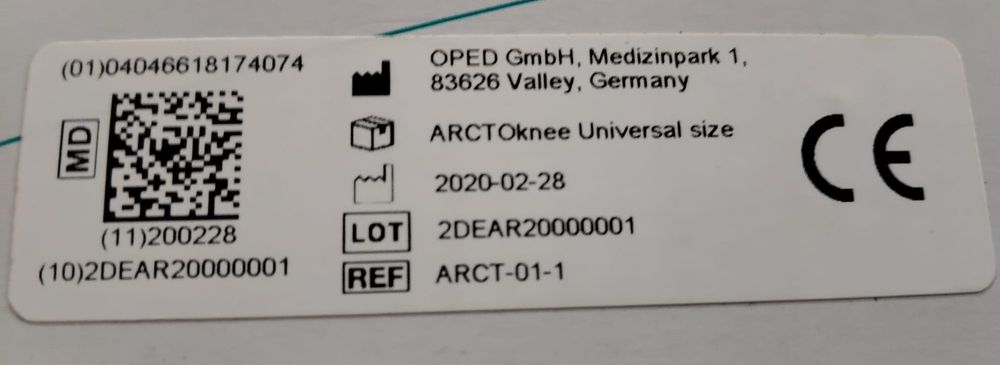 (01)04046618174074
MD
(11)200228
(10)2DEAR20000001
OPED GmbH, Medizinpark 1,
83626 Valley, Germany
ARCTOknee Universal size
2020-02-28
LOT 2DEAR20000001
REF ARCT-01-1
CE